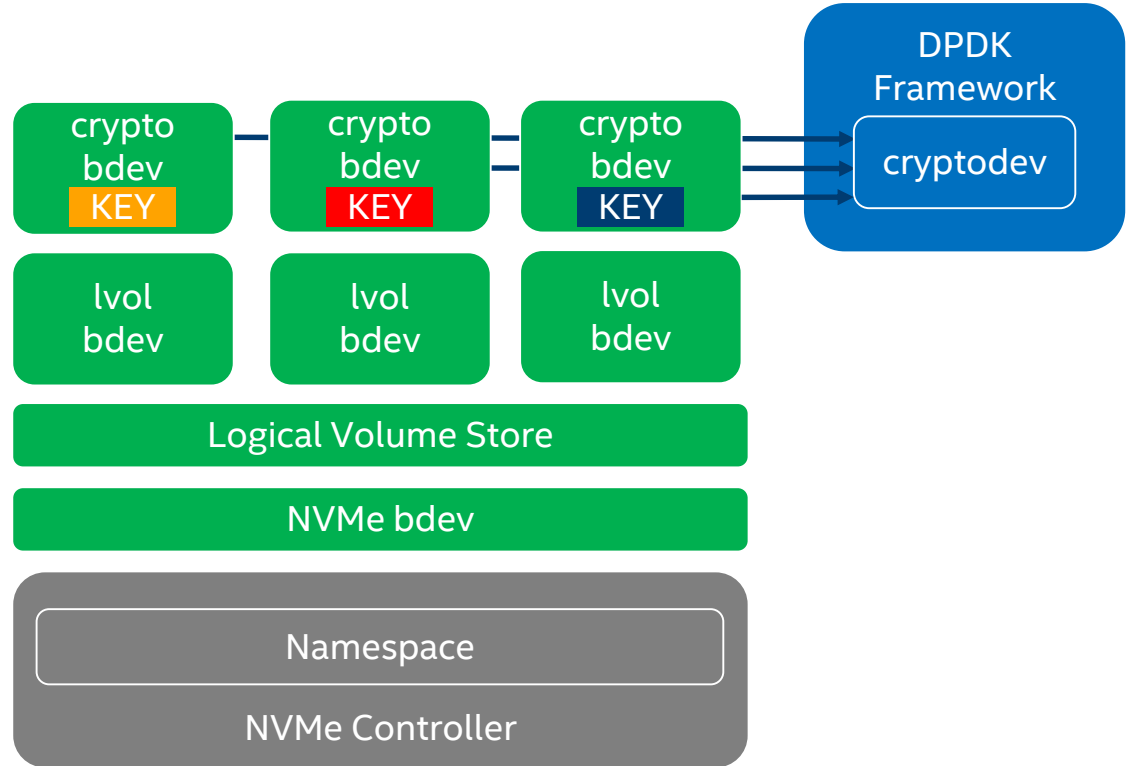 DPDK
Framework
cryptodev
crypto
bdev
KEY
crypto
bdev
KEY
crypto
bdev
KEY
lvol
bdev
lvol
bdev
lvol
bdev
Logical Volume Store
NVMe bdev
Namespace
NVMe Controller